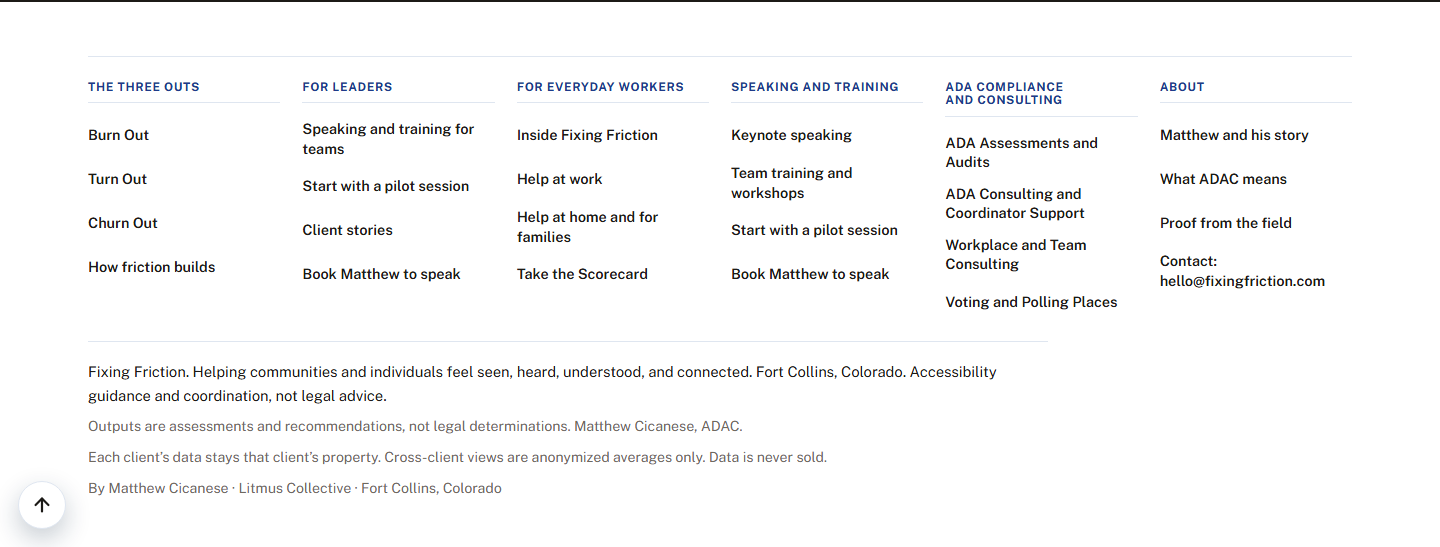 THE THREE OUTS
Burn Out
Turn Out
Churn Out
How friction builds
FOR LEADERS
Speaking and training for
teams
Start with a pilot session
Client stories
Book Matthew to speak
FOR EVERYDAY WORKERS
Inside Fixing Friction
Help at work
Help at home and for
families
Take the Scorecard
SPEAKING AND TRAINING
Keynote speaking
Team training and
workshops
Start with a pilot session
Book Matthew to speak
ADA COMPLIANCE
AND CONSULTING
ADA Assessments and
Audits
ADA Consulting and
Coordinator Support
Workplace and Team
Consulting
Voting and Polling Places
ABOUT
Matthew and his story
What ADAC means
Proof from the field
Contact:
hello@fixingfriction.com
Fixing Friction. Helping communities and individuals feel seen, heard, understood, and connected. Fort Collins, Colorado. Accessibility
guidance and coordination, not legal advice.
Outputs are assessments and recommendations, not legal determinations. Matthew Cicanese, ADAC.
Each client’s data stays that client’s property. Cross-client views are anonymized averages only. Data is never sold.
By Matthew Cicanese · Litmus Collective · Fort Collins, Colorado